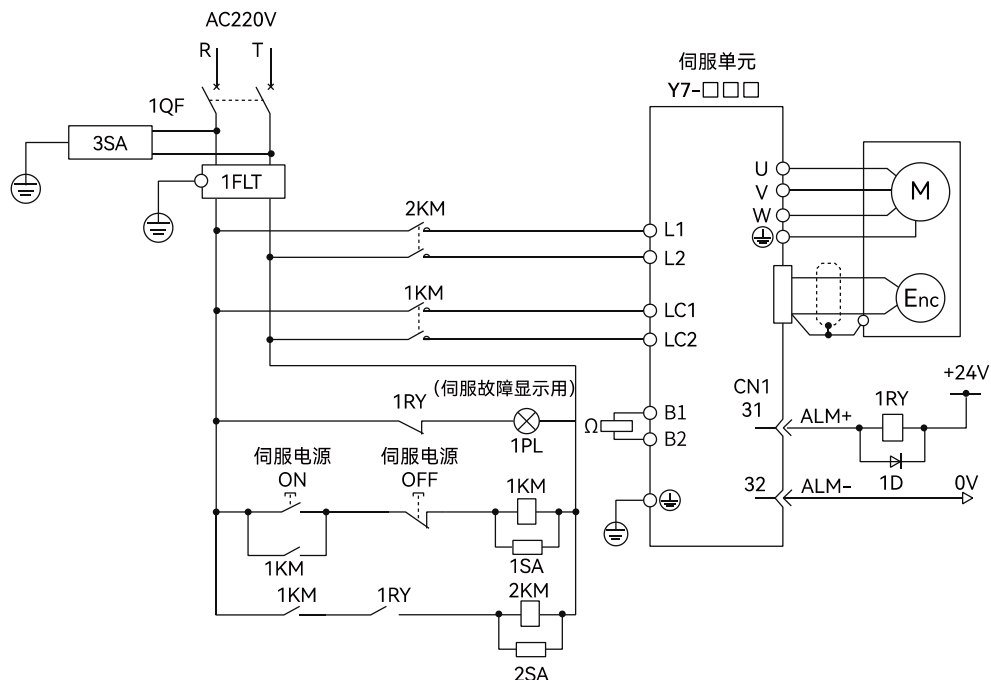 AC220V
R T
伺服单元
Y7-□□□
1QF
3SA
1FLT
U
V
W
M
2KM
L1
L2
1KM
LC1
LC2
Enc
(伺服故障显示用)
1RY
1PL
CN1
31
ALM+
1RY
+24V
1D
Ω
B1
B2
32
ALM-
0V
伺服电源
ON
伺服电源
OFF
1KM
1SA
1KM
1KM
1RY
2KM
2SA